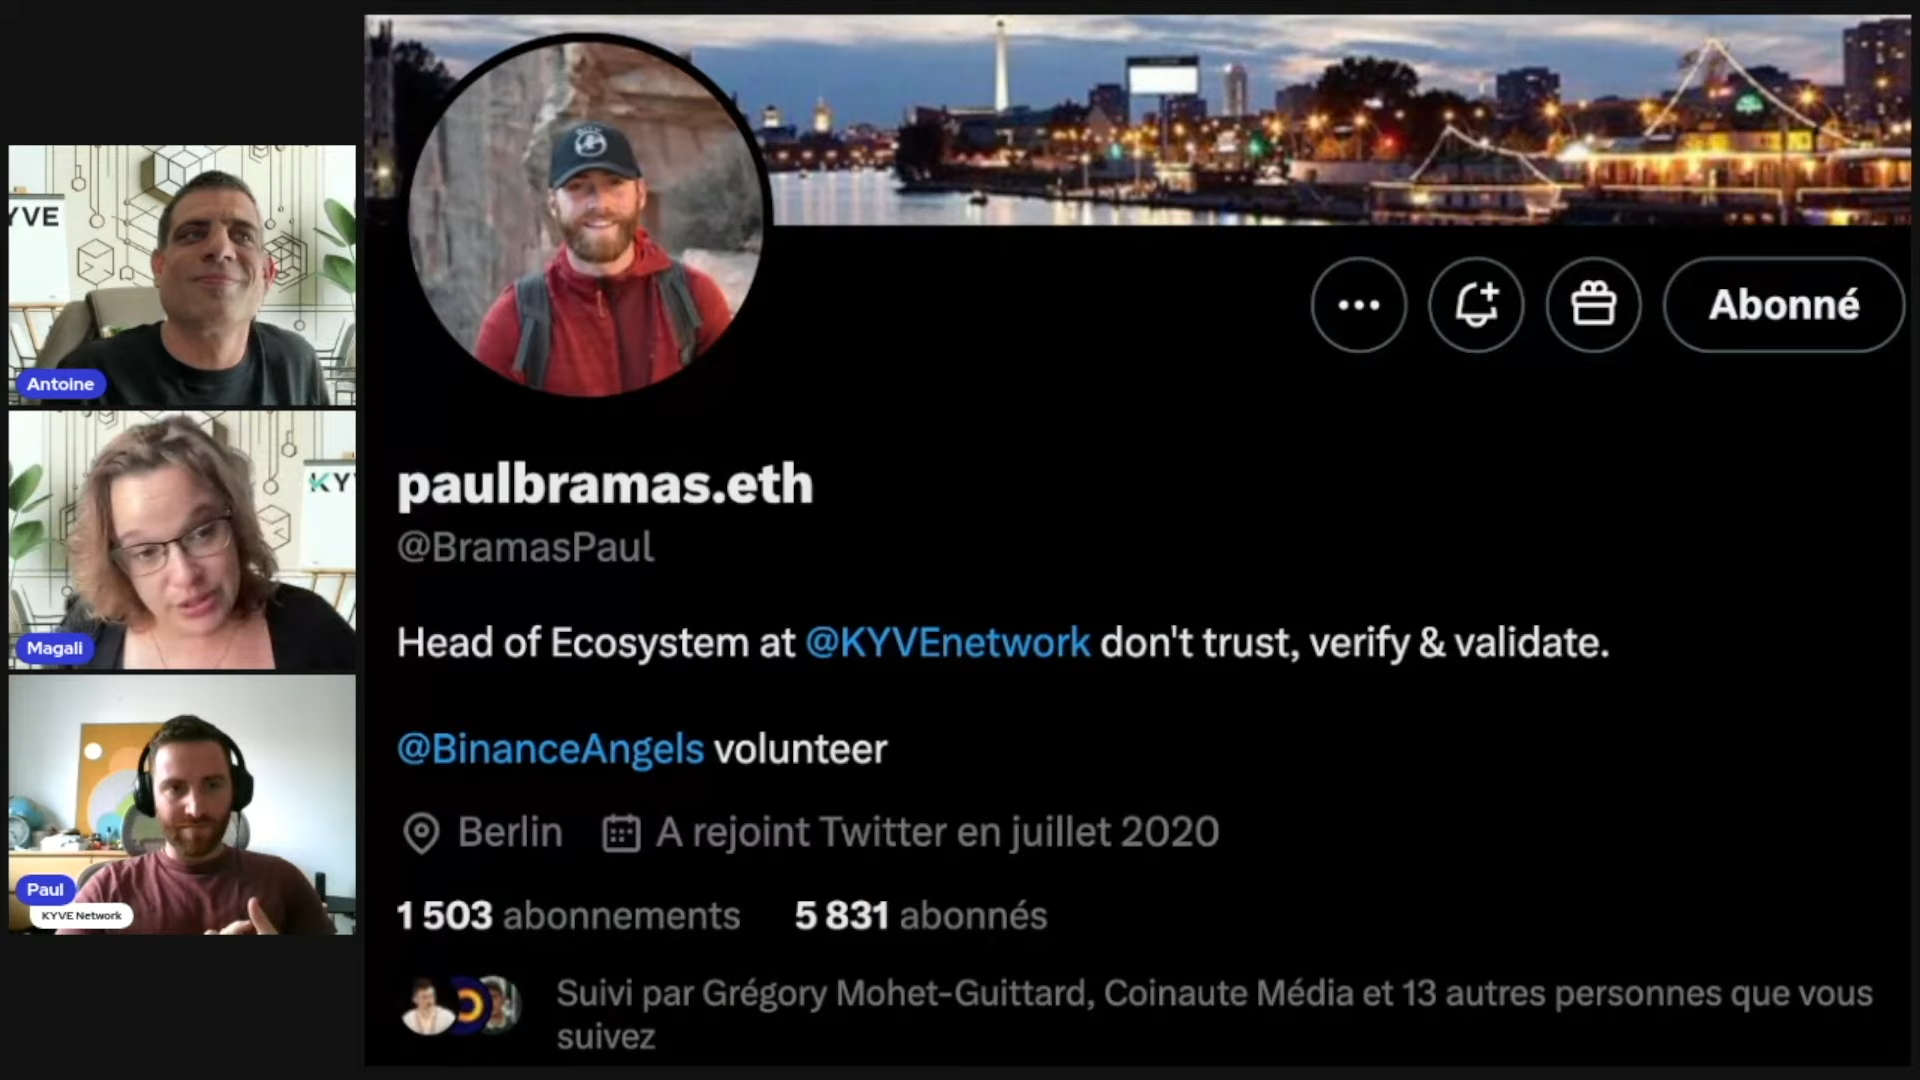 YVE
Antoine
KY
Magali
Paul
KYVE Network
Abonné
paulbramas.eth
@BramasPaul
Head of Ecosystem at @KYVEnetwork don't trust, verify & validate.
@BinanceAngels volunteer
Berlin A rejoint Twitter en juillet 2020
1 503 abonnements 5 831 abonnés
Suivi par Grégory Mohet-Guittard, Coinaute Média et 13 autres personnes que vous
suivez